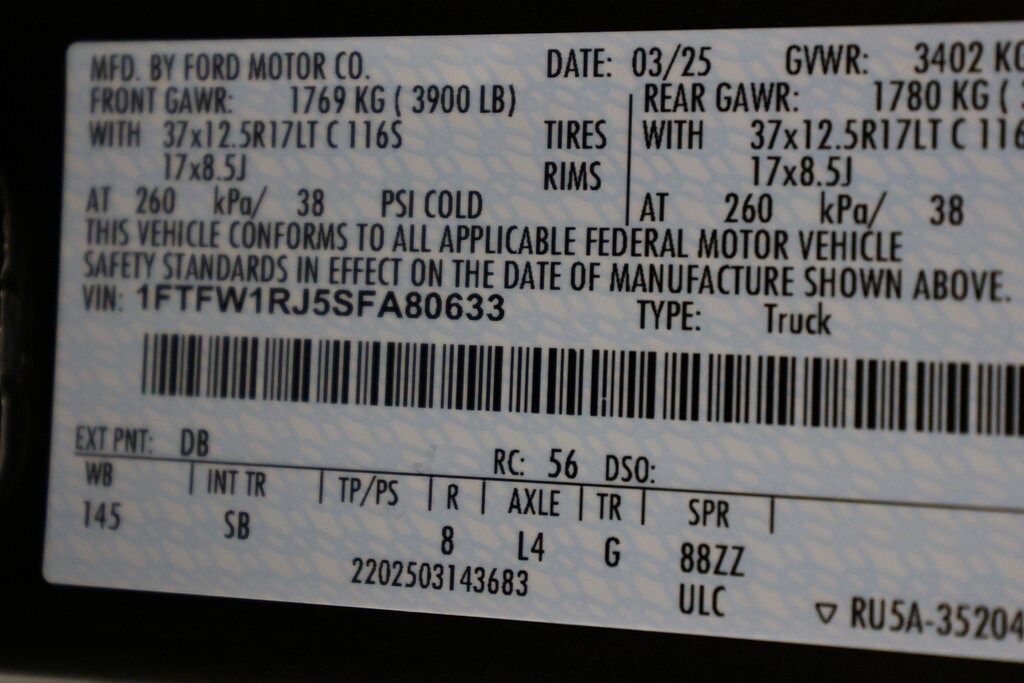 MFD. BY FORD MOTOR CO. DATE: 03/25 GVWR: 3402 KG
FRONT GAWR: 1769 KG ( 3900 LB) REAR GAWR: 1780 KG (
WITH 37x12.5R17LT C 116S TIRES WITH 37x12.5R17LT C 116
17x8.5J RIMS 17x8.5J
AT 260 kPa/ 38 PSI COLD AT 260 kPa/ 38
THIS VEHICLE CONFORMS TO ALL APPLICABLE FEDERAL MOTOR VEHICLE
SAFETY STANDARDS IN EFFECT ON THE DATE OF MANUFACTURE SHOWN ABOVE.
VIN: 1FTFW1RJ5SFA80633 TYPE: Truck
EXT PNT: DB RC: 56 DSO:
WB INT TR TP/PS R AXLE TR SPR
145 SB 8 L4 G 88ZZ
2202503143683 ULC ▽ RU5A-35204